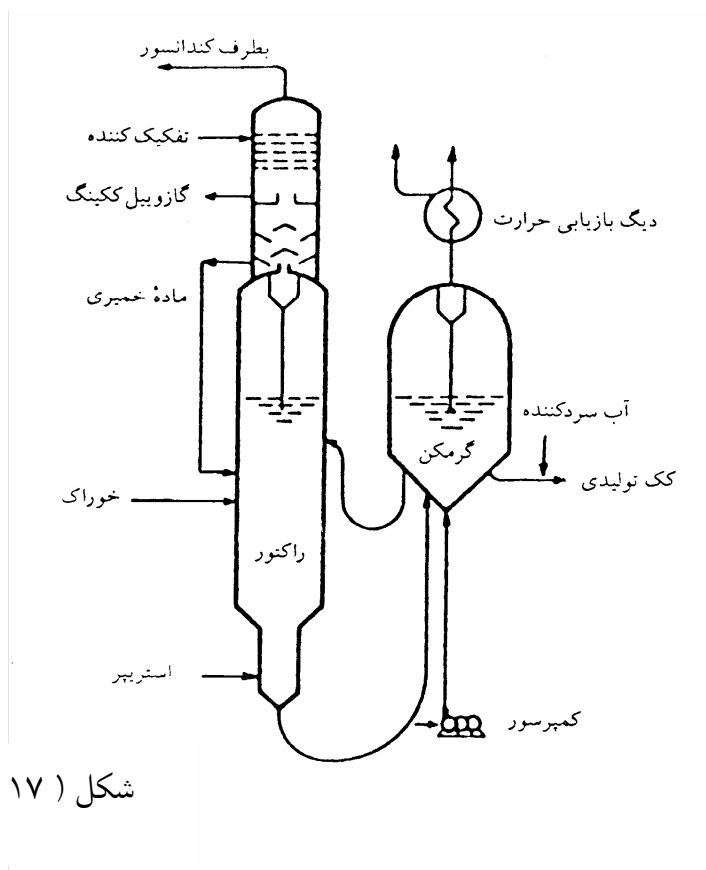 بطرف کندانسور
تفکیک کننده
گازوییل ککینگ
دیگ بازیابی حرارت
مادهٔ خمیری
آب سردکننده
گرمکن
کک تولیدی
خوراک
راکتور
استریپر
کمپرسور
شکل ( ۱۷